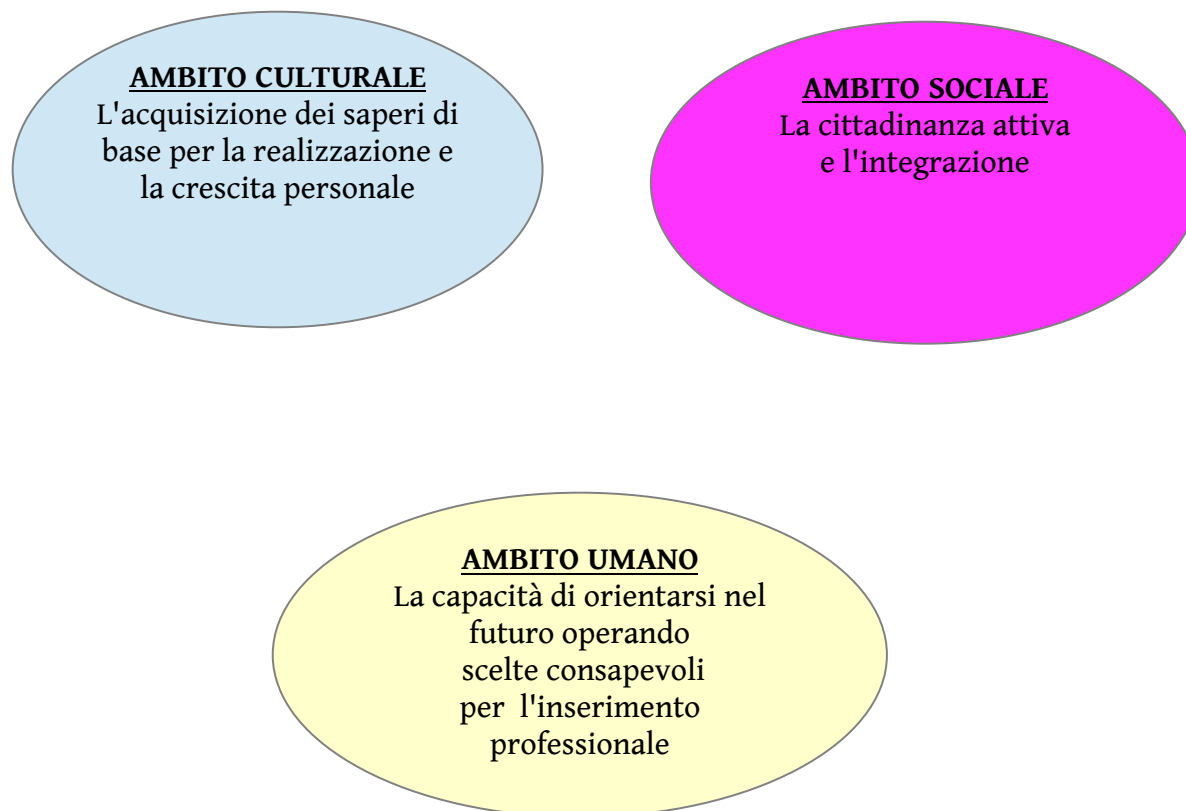 AMBITO CULTURALE
L'acquisizione dei saperi di
base per la realizzazione e
la crescita personale
AMBITO SOCIALE
La cittadinanza attiva
e l'integrazione
AMBITO UMANO
La capacità di orientarsi nel
futuro operando
scelte consapevoli
per  l'inserimento
professionale